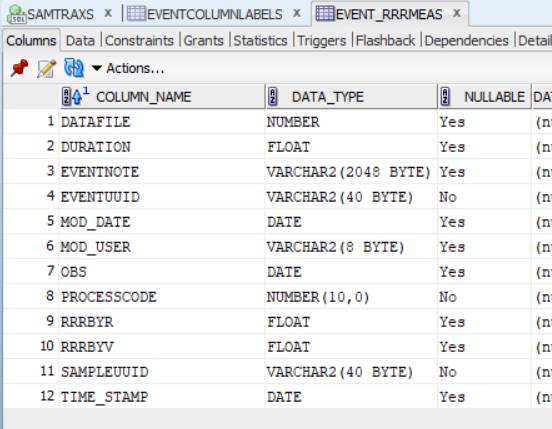 SAMTRAXS x EVENTCOLUMNLABELS x EVENT_RRRMEAS x
Columns Data Constraints Grants Statistics Triggers Flashback Dependencies Detail
Actions...
COLUMN_NAME DATA_TYPE NULLABLE DA
1 DATAFILE NUMBER Yes (n
2 DURATION FLOAT Yes (n
3 EVENTNOTE VARCHAR2(2048 BYTE) Yes (n
4 EVENTUUID VARCHAR2(40 BYTE) No (n
5 MOD_DATE DATE Yes (n
6 MOD_USER VARCHAR2(8 BYTE) Yes (n
7 OBS DATE Yes (n
8 PROCESSCODE NUMBER(10,0) No (n
9 RRRBYR FLOAT Yes (n
10 RRRBYV FLOAT Yes (n
11 SAMPLEUUID VARCHAR2(40 BYTE) No (n
12 TIME_STAMP DATE Yes (n